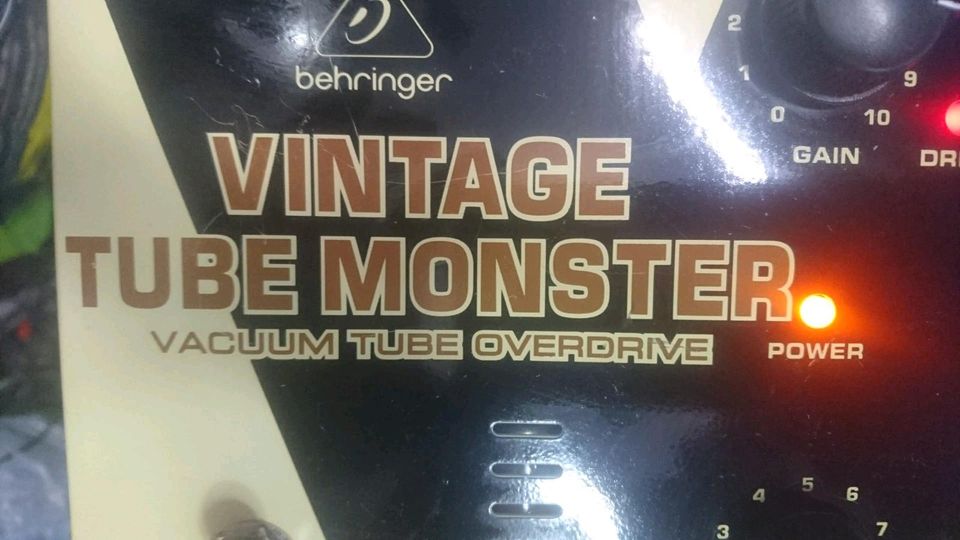 behringer
VINTAGE
TUBE MONSTER
VACUUM TUBE OVERDRIVE
2
1
0
9
10
GAIN
POWER
3
4
5
6
7